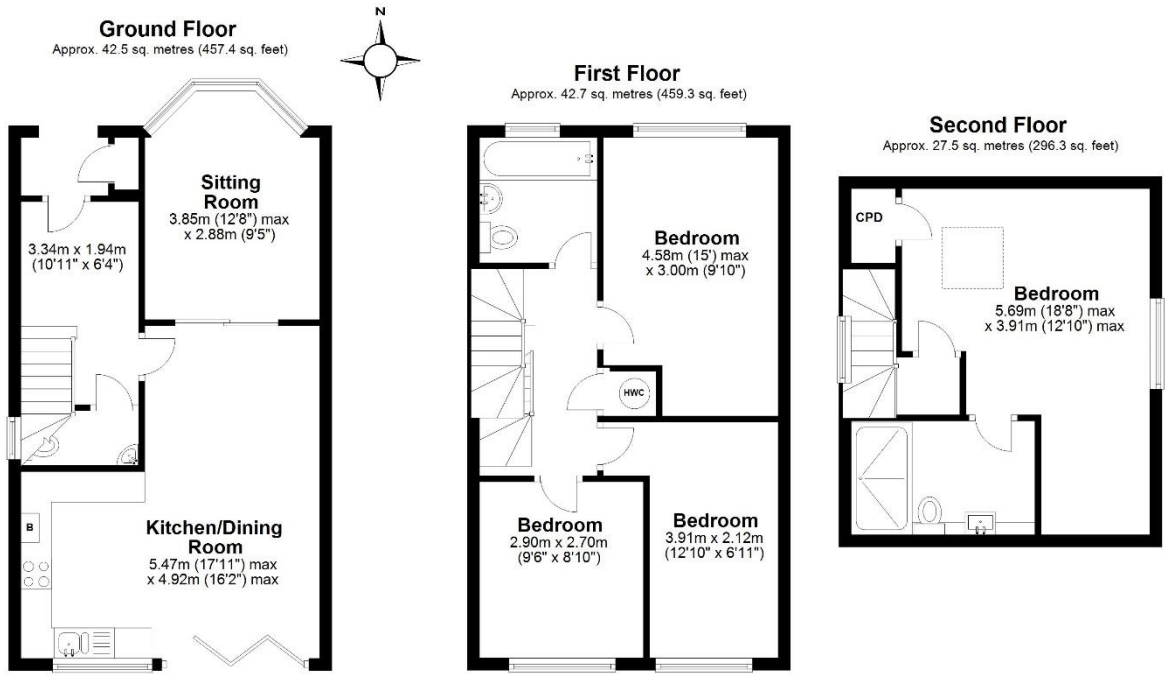 N
Ground Floor
Approx. 42.5 sq. metres (457.4 sq. feet)
Sitting
Room
3.85m (12'8") max
x 2.88m (9'5")
3.34m x 1.94m
(10'11" x 6'4")
B
Kitchen/Dining
Room
5.47m (17'11") max
x 4.92m (16'2") max
First Floor
Approx. 42.7 sq. metres (459.3 sq. feet)
Bedroom
4.58m (15') max
x 3.00m (9'10")
HWC
Bedroom
2.90m x 2.70m
(9'6" x 8'10")
Bedroom
3.91m x 2.12m
(12'10" x 6'11")
Second Floor
Approx. 27.5 sq. metres (296.3 sq. feet)
CPD
Bedroom
5.69m (18'8") max
x 3.91m (12'10") max